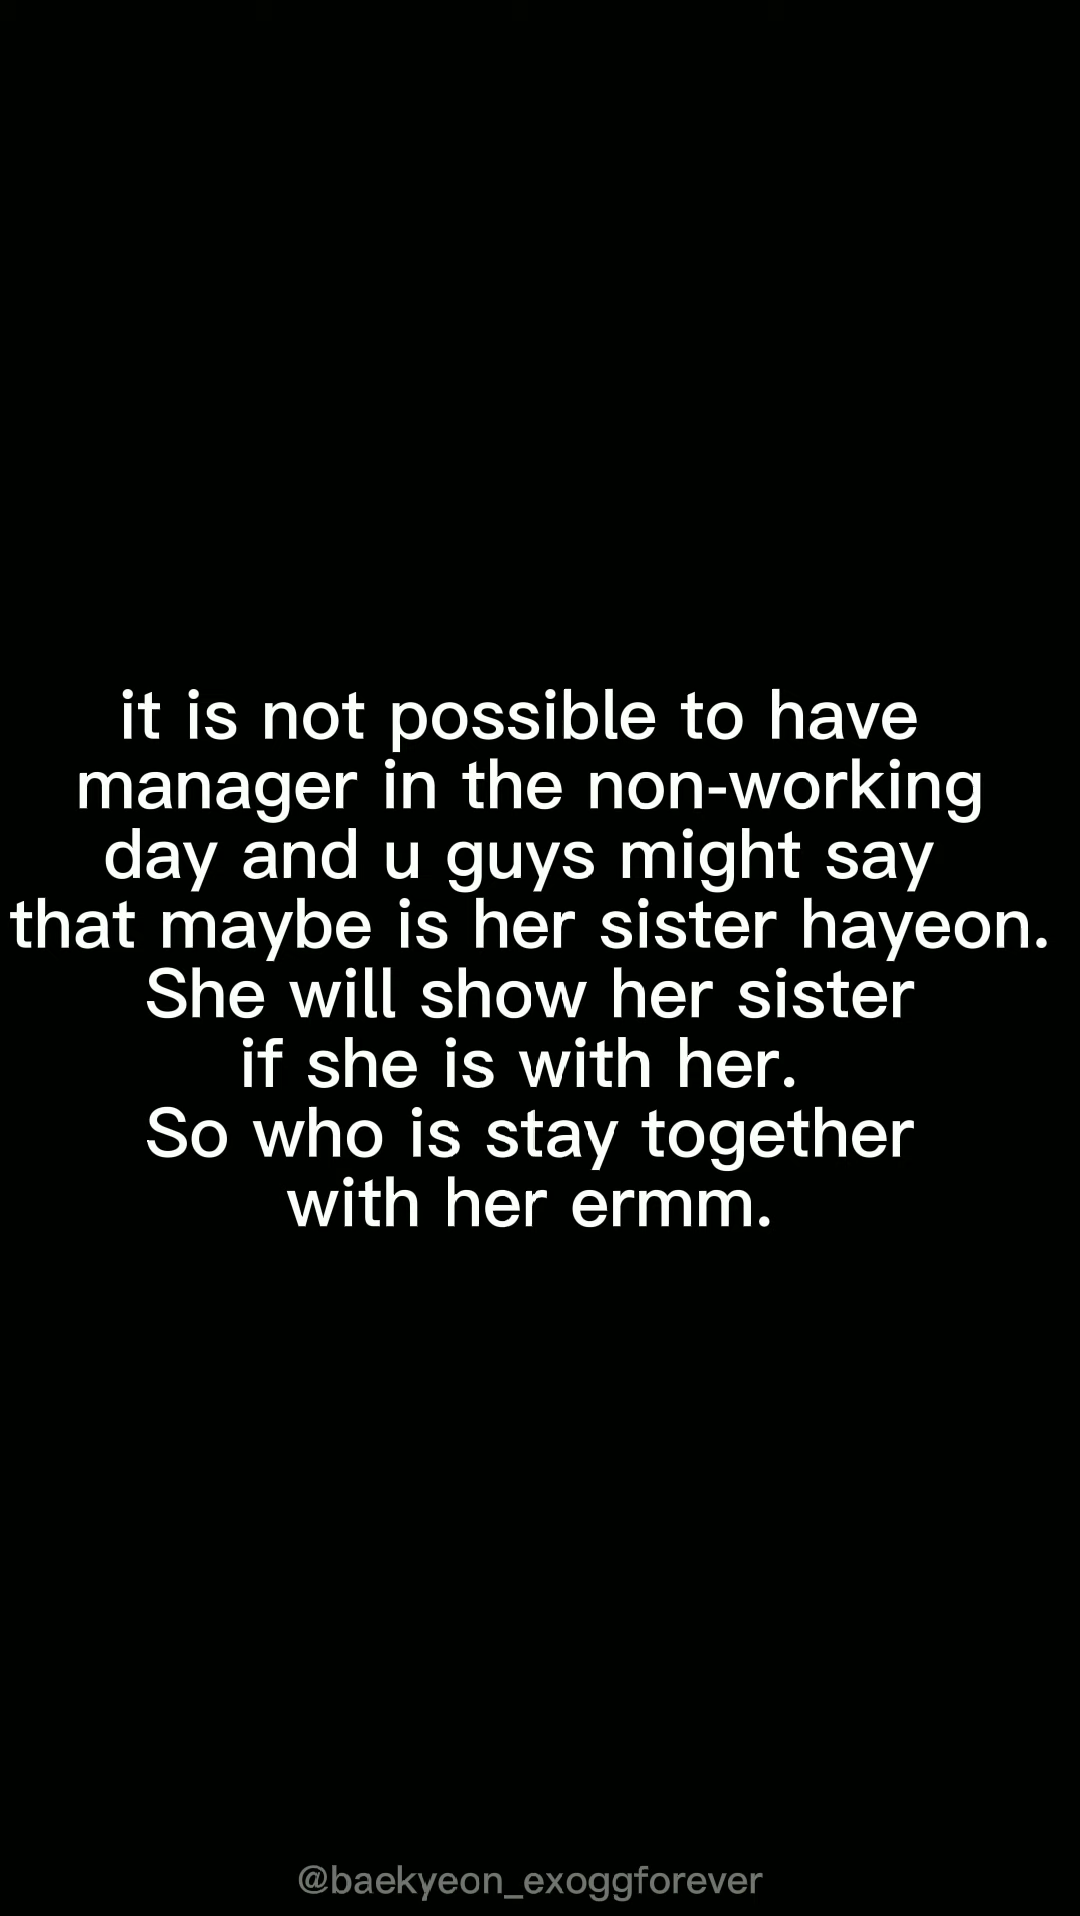 it is not possible to have
manager in the non-working
day and u guys might say
that maybe is her sister hayeon.
She will show her sister
if she is with her.
So who is stay together
with her ermm.
@baekyeon_exoggforever